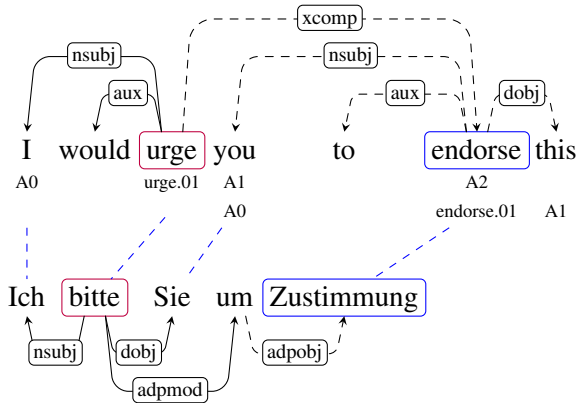 xcomp
nsubj nsubj
aux aux dobj
I would urge you to endorse this
A0 urge.01 A1 A2
A0 endorse.01 A1
Ich bitte Sie um Zustimmung
nsubj dobj adpobj
adpmod